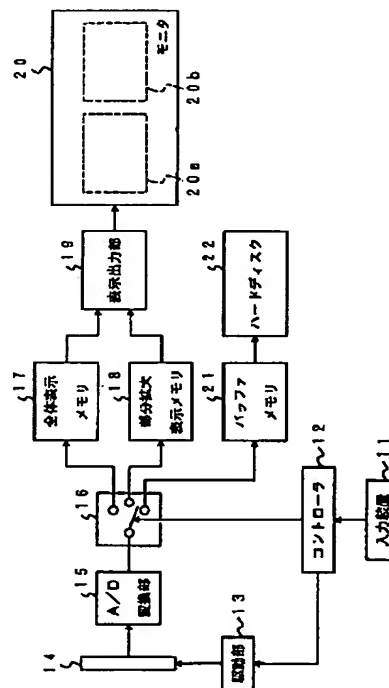 20
モニタ
20a
20b
19
表示出力部
17
全体表示
メモリ
18
部分拡大
表示メモリ
22
ハードディスク
21
バッファ
メモリ
16
15
A/D
変換部
14
12
コントローラ
13
駆動部
11
入力装置